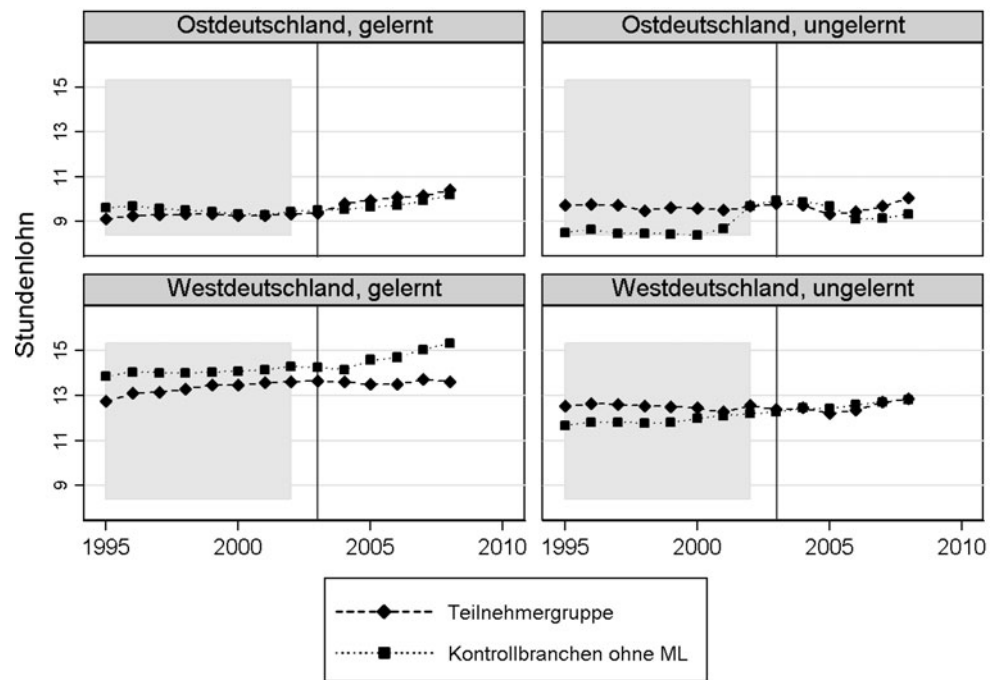 Ostdeutschland, gelernt
Ostdeutschland, ungelernt
15
13
11
9
Westdeutschland, gelernt
Westdeutschland, ungelernt
15
13
11
9
Stundenlohn
1995 2000 2005 2010
1995 2000 2005 2010
Teilnehmergruppe
Kontrollbranchen ohne ML